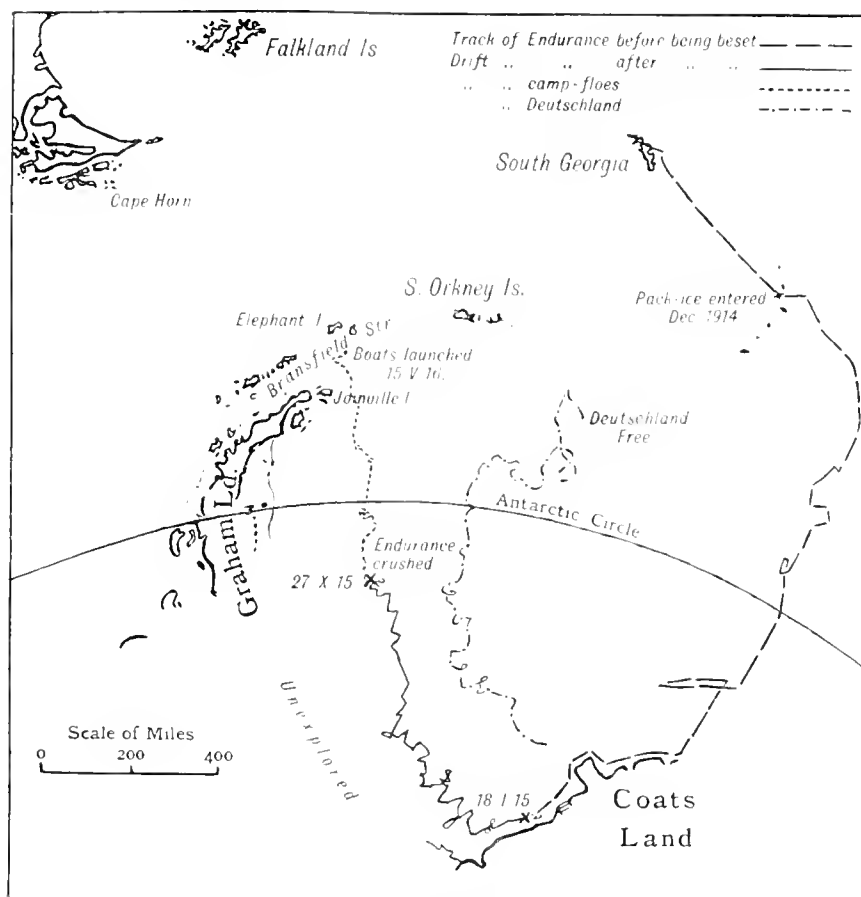 Falkland Is
Track of Endurance before being beset
Drift .. .. after .. ..
.. .. camp-floes
.. Deutschland
South Georgia
Cape Horn
Pack-ice entered
Dec. 1914
S. Orkney Is.
Elephant I
Bransfield Str
Boats launched
15 V 16.
Joinville I
Deutschland
Free
Antarctic Circle
Graham Ld.
Endurance
crushed
27 X 15
Unexplored
Scale of Miles
0 200 400
18 I 15
Coats
Land